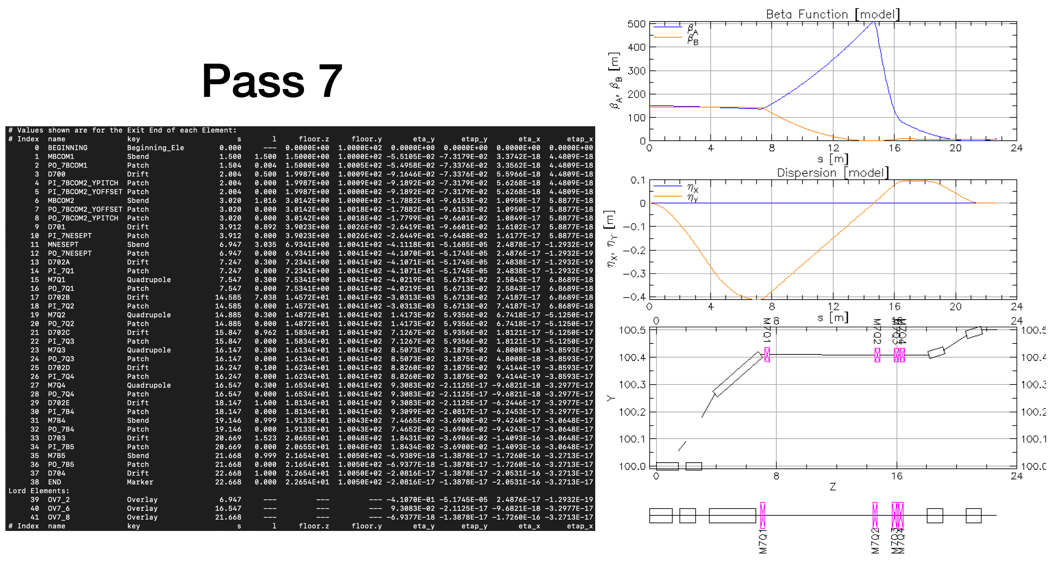 Pass 7
# Values shown are for the Exit End of each Element:
# Index name key s l floor.z floor.y eta_y etap_y eta_x etap_x
0 BEGINNING Beginning_Ele 0.000 --- 0.0000E+00 1.0000E+02 0.0000E+00 0.0000E+00 0.0000E+00 0.0000E+00
1 MBCOM1 Sbend 1.500 1.500 1.5000E+00 1.0000E+02 -5.5105E-02 -7.3179E-02 3.3742E-18 4.4809E-18
2 PO_7BCOM1 Patch 1.504 0.004 1.5000E+00 1.0005E+02 -5.4958E-02 -7.3376E-02 3.3562E-18 4.4809E-18
3 D700 Drift 2.004 0.500 1.9987E+00 1.0009E+02 -9.1646E-02 -7.3376E-02 5.5966E-18 4.4809E-18
4 PI_7BCOM2_YPITCH Patch 2.004 0.000 1.9987E+00 1.0009E+02 -9.1892E-02 -7.3179E-02 5.6268E-18 4.4809E-18
5 PI_7BCOM2_YOFFSET Patch 2.004 0.000 1.9987E+00 1.0009E+02 -9.1892E-02 -7.3179E-02 5.6268E-18 4.4809E-18
6 MBCOM2 Sbend 3.020 1.016 3.0142E+00 1.0009E+02 -1.7882E-01 -9.6153E-02 1.0950E-17 5.8877E-18
7 PO_7BCOM2_YOFFSET Patch 3.020 0.000 3.0142E+00 1.0018E+02 -1.7882E-01 -9.6153E-02 1.0950E-17 5.8877E-18
8 PO_7BCOM2_YPITCH Patch 3.020 0.000 3.0142E+00 1.0018E+02 -1.7799E-01 -9.6601E-02 1.0849E-17 5.8877E-18
9 D701 Drift 3.912 0.892 3.9023E+00 1.0026E+02 -2.6419E-01 -9.6601E-02 1.6102E-17 5.8877E-18
10 PI_7NESEPT Patch 3.912 0.000 3.9023E+00 1.0026E+02 -2.6449E-01 -9.6488E-02 1.6177E-17 5.8877E-18
11 MNESEPT Sbend 6.947 3.035 6.9341E+00 1.0042E+02 -4.1118E-01 -5.1065E-05 2.4878E-17 -1.2932E-19
12 PO_7NESEPT Patch 6.947 0.000 6.9341E+00 1.0041E+02 -4.1070E-01 -5.1745E-05 2.4876E-17 -1.2932E-19
13 D702A Drift 7.247 0.300 7.2341E+00 1.0041E+02 -4.1071E-01 -5.1745E-05 2.4838E-17 -1.2932E-19
14 PI_7Q1 Patch 7.247 0.000 7.2341E+00 1.0041E+02 -4.1071E-01 -5.1745E-05 2.4838E-17 -1.2932E-19
15 M7Q1 Quadrupole 7.547 0.300 7.5341E+00 1.0041E+02 -4.0219E-01 5.6713E-02 2.5843E-17 6.8689E-18
16 PO_7Q1 Patch 7.547 0.000 7.5341E+00 1.0041E+02 -4.0219E-01 5.6713E-02 2.5843E-17 6.8689E-18
17 D702B Drift 14.585 7.038 1.4572E+01 1.0041E+02 -3.0313E-03 5.6713E-02 7.4187E-17 6.8689E-18
18 PI_7Q2 Patch 14.585 0.000 1.4572E+01 1.0041E+02 -3.0313E-03 5.6713E-02 7.4187E-17 6.8689E-18
19 M7Q2 Quadrupole 14.885 0.300 1.4872E+01 1.0041E+02 1.4173E-02 5.9356E-02 6.7418E-17 -5.1250E-17
20 PO_7Q2 Patch 14.885 0.000 1.4872E+01 1.0041E+02 1.4173E-02 5.9356E-02 6.7418E-17 -5.1250E-17
21 D702C Drift 15.847 0.962 1.5834E+01 1.0041E+02 7.1267E-02 5.9356E-02 1.8121E-17 -5.1250E-17
22 PI_7Q3 Patch 15.847 0.000 1.5834E+01 1.0041E+02 7.1267E-02 5.9356E-02 1.8121E-17 -5.1250E-17
23 M7Q3 Quadrupole 16.147 0.300 1.6134E+01 1.0041E+02 8.5073E-02 3.1875E-02 4.8008E-18 -3.8593E-17
24 PO_7Q3 Patch 16.147 0.000 1.6134E+01 1.0041E+02 8.5073E-02 3.1875E-02 4.8008E-18 -3.8593E-17
25 D702D Drift 16.247 0.100 1.6234E+01 1.0041E+02 8.8260E-02 3.1875E-02 9.4144E-19 -3.8593E-17
26 PI_7Q4 Patch 16.247 0.000 1.6234E+01 1.0041E+02 8.8260E-02 3.1875E-02 9.4144E-19 -3.8593E-17
27 M7Q4 Quadrupole 16.547 0.300 1.6534E+01 1.0041E+02 9.3083E-02 -2.1125E-17 -9.6821E-18 -3.2977E-17
28 PO_7Q4 Patch 16.547 0.000 1.6534E+01 1.0041E+02 9.3083E-02 -2.1125E-17 -9.6821E-18 -3.2977E-17
29 D702E Drift 18.147 1.600 1.8134E+01 1.0041E+02 9.3083E-02 -2.1125E-17 -6.2446E-17 -3.2977E-17
30 PI_7B4 Patch 18.147 0.000 1.8134E+01 1.0041E+02 9.3099E-02 -2.0817E-17 -6.2453E-17 -3.2977E-17
31 M7B4 Sbend 19.146 0.999 1.9133E+01 1.0043E+02 7.4665E-02 -3.6920E-02 -9.4242E-17 -3.0648E-17
32 PO_7B4 Patch 19.146 0.000 1.9133E+01 1.0042E+02 7.4652E-02 -3.6942E-02 -9.4230E-17 -3.0648E-17
33 D703 Drift 20.669 1.523 2.0655E+01 1.0048E+02 1.8431E-02 -3.6942E-02 -1.4093E-16 -3.0648E-17
34 PI_7B5 Patch 20.669 0.000 2.0655E+01 1.0050E+02 1.8434E-02 -3.6920E-02 -1.4096E-16 -3.0648E-17
35 M7B5 Sbend 21.668 0.999 2.1654E+01 1.0050E+02 -6.9389E-18 -1.3878E-17 -1.7260E-16 -3.2713E-17
36 PO_7B5 Patch 21.668 0.000 2.1654E+01 1.0050E+02 -6.9377E-18 -1.3878E-17 -1.7260E-16 -3.2713E-17
37 D704 Drift 22.668 1.000 2.2654E+01 1.0050E+02 -2.0816E-17 -1.3878E-17 -2.0531E-16 -3.2713E-17
38 END Marker 22.668 0.000 2.2654E+01 1.0050E+02 -2.0816E-17 -1.3878E-17 -2.0531E-16 -3.2713E-17
Lord Elements:
39 OV7_2 Overlay 6.947 --- --- --- -4.1070E-01 -5.1745E-05 2.4876E-17 -1.2932E-19
40 OV7_6 Overlay 16.547 --- --- --- 9.3083E-02 -2.1125E-17 -9.6821E-18 -3.2977E-17
41 OV7_8 Overlay 21.668 --- --- --- -6.9377E-18 -1.3878E-17 -1.7260E-16 -3.2713E-17
# Index name key s l floor.z floor.y eta_y etap_y eta_x etap_x
Beta Function [model]
β_A
β_B
β_A, β_B [m]
500
400
300
200
100
0
0 4 8 12 16 20 24
s [m]
Dispersion [model]
η_X
η_Y
η_X, η_Y [m]
0.1
0
−0.1
−0.2
−0.3
−0.4
0 4 8 12 16 20 24
s [m]
M7Q1
M7Q2
M7Q3
M7Q4
Y
100.5
100.4
100.3
100.2
100.1
100.0
0 4 8 12 16 20 24
Z
M7Q1
M7Q2
M7Q3
M7Q4